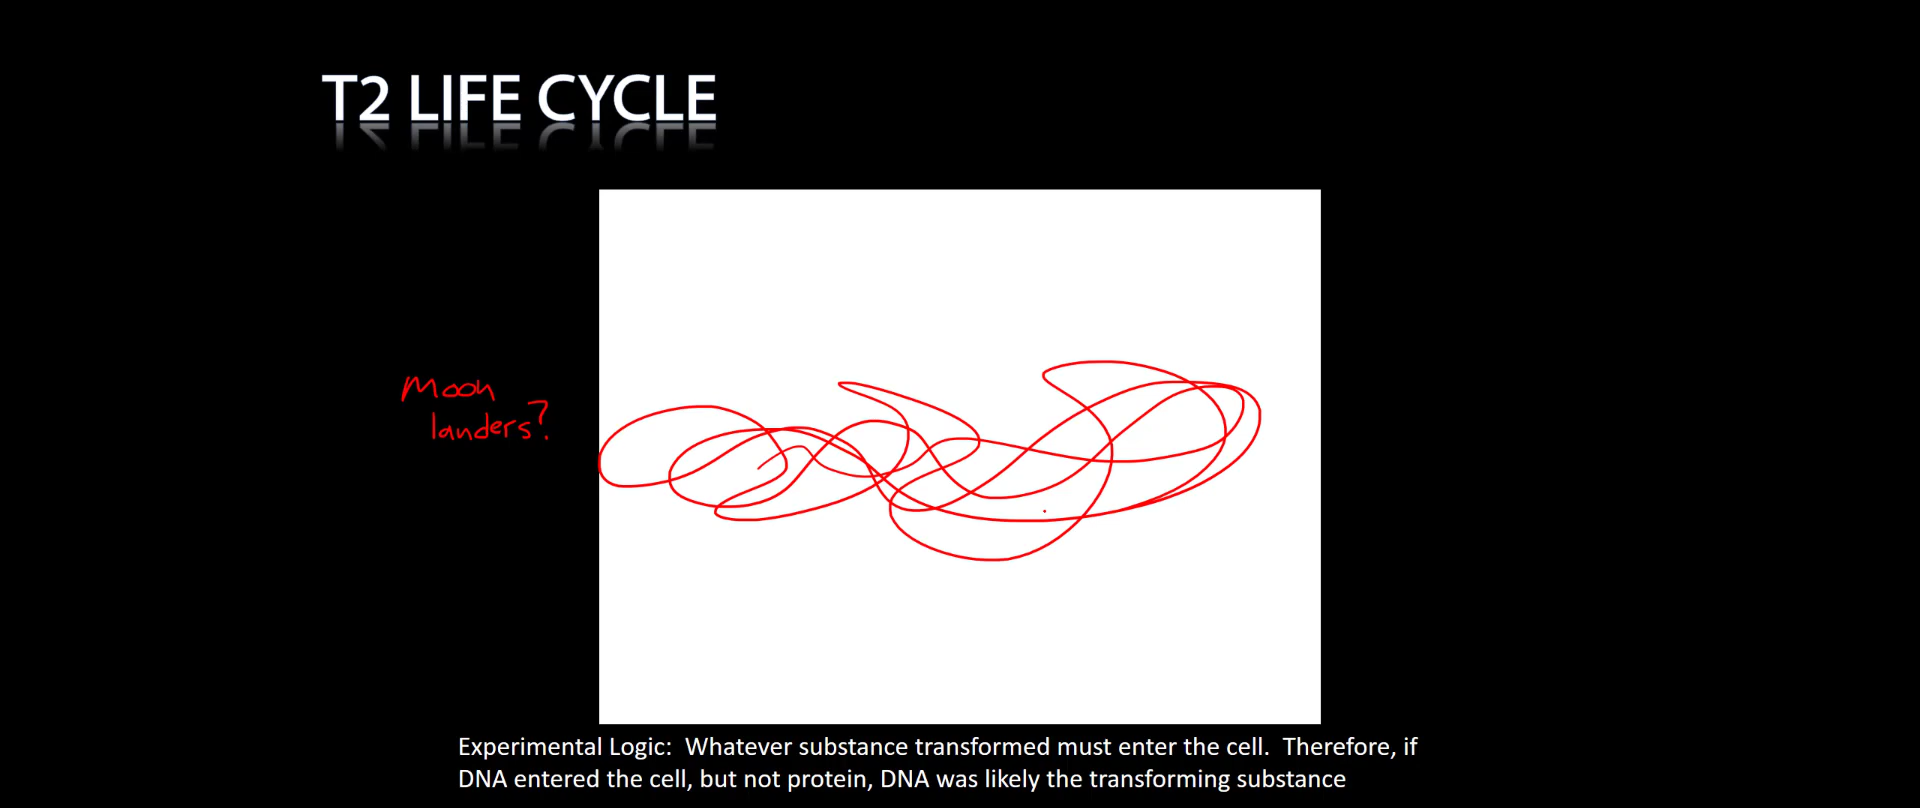 T2 LIFE CYCLE
Moon
landers?
Experimental Logic:  Whatever substance transformed must enter the cell.  Therefore, if
DNA entered the cell, but not protein, DNA was likely the transforming substance